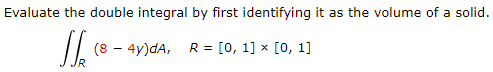 Evaluate the double integral by first identifying it as the volume of a solid.
∬_R (8 − 4y)dA, R = [0, 1] × [0, 1]